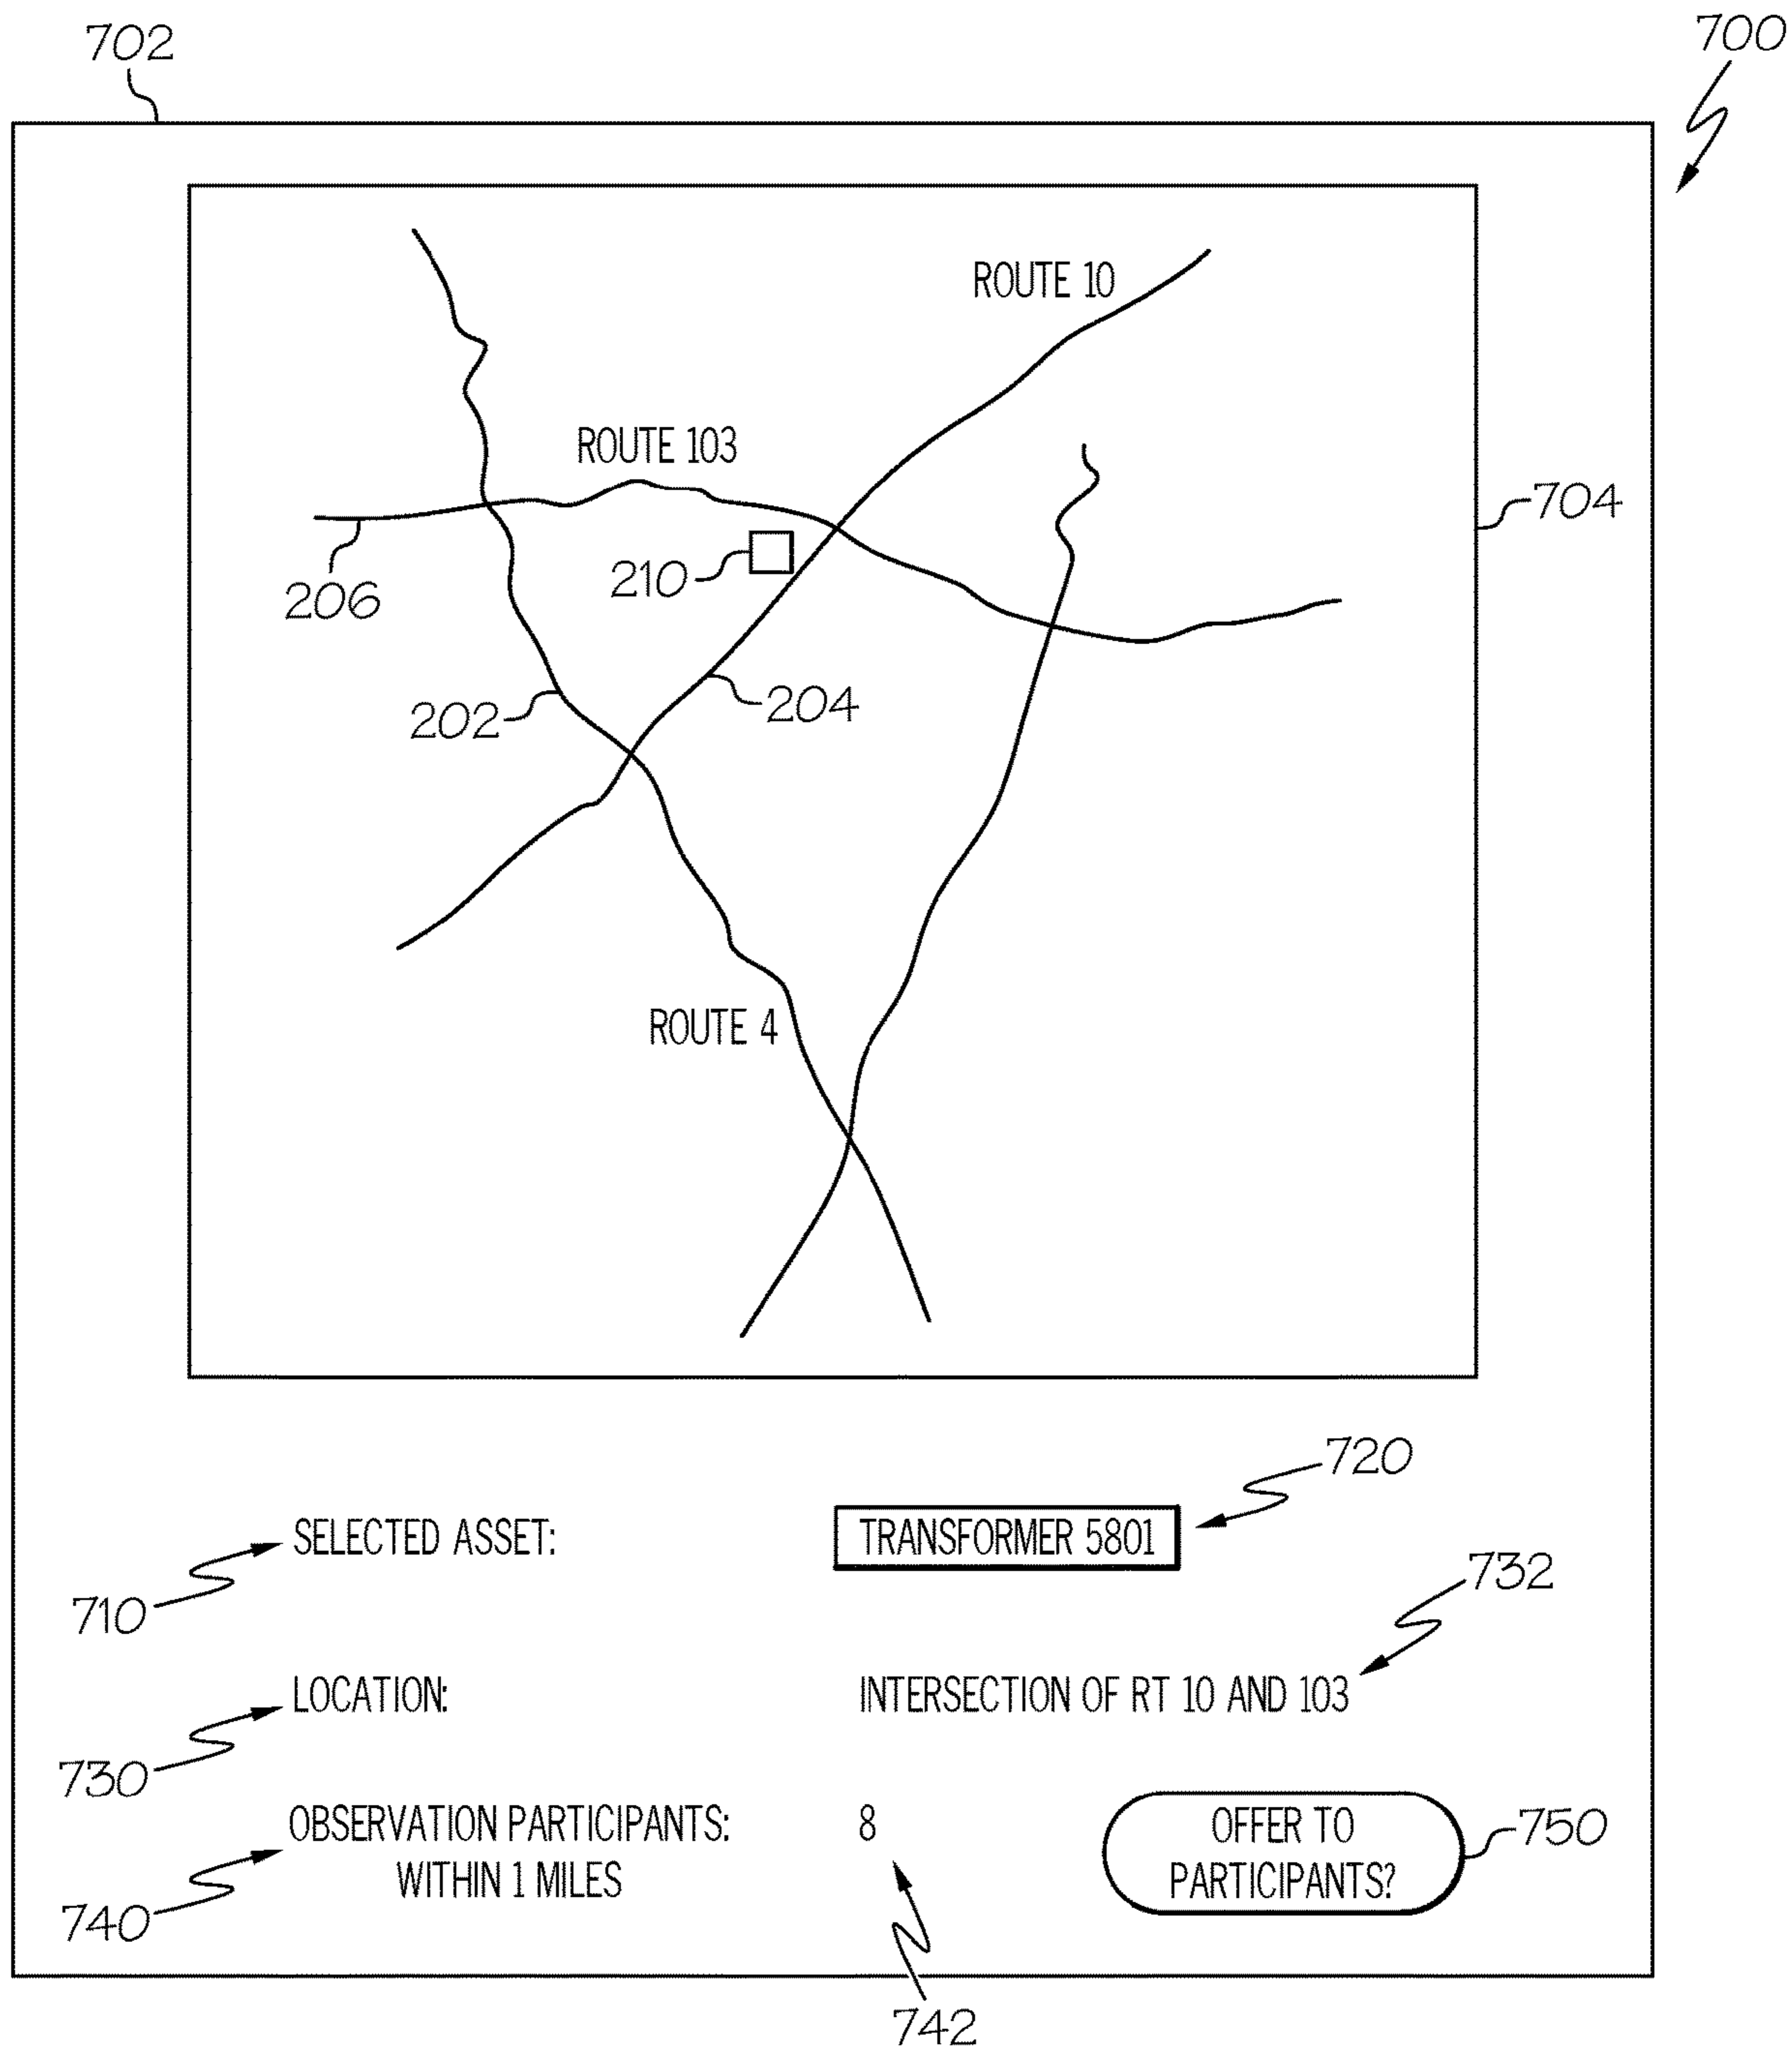 702
700
ROUTE 10
ROUTE 103
704
210
206
202
204
ROUTE 4
720
SELECTED ASSET:
TRANSFORMER 5801
710
732
LOCATION:
INTERSECTION OF RT 10 AND 103
730
OBSERVATION PARTICIPANTS:
WITHIN 1 MILES
8
OFFER TO
PARTICIPANTS?
750
740
742